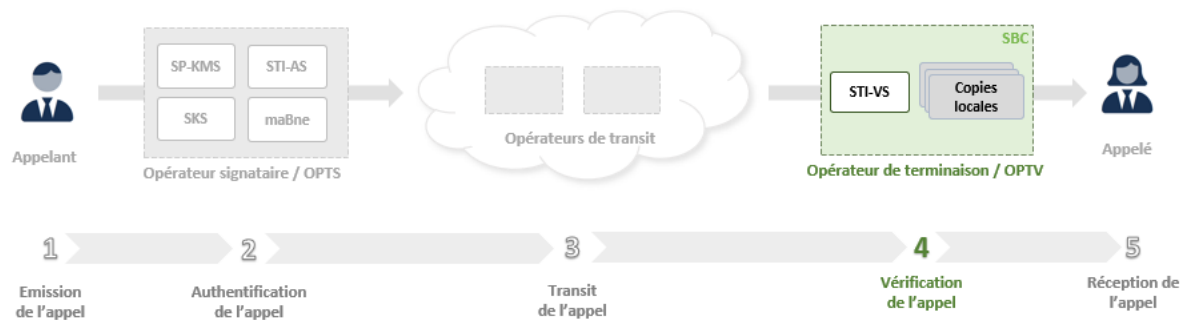 SBC
SP-KMS
STI-AS
STI-VS
Copies
locales
SKS
maBne
Opérateurs de transit
Appelant
Appelé
Opérateur signataire / OPTS
Opérateur de terminaison / OPTV
1
2
3
4
5
Emission
de l'appel
Authentification
de l'appel
Transit
de l'appel
Vérification
de l'appel
Réception de
l'appel